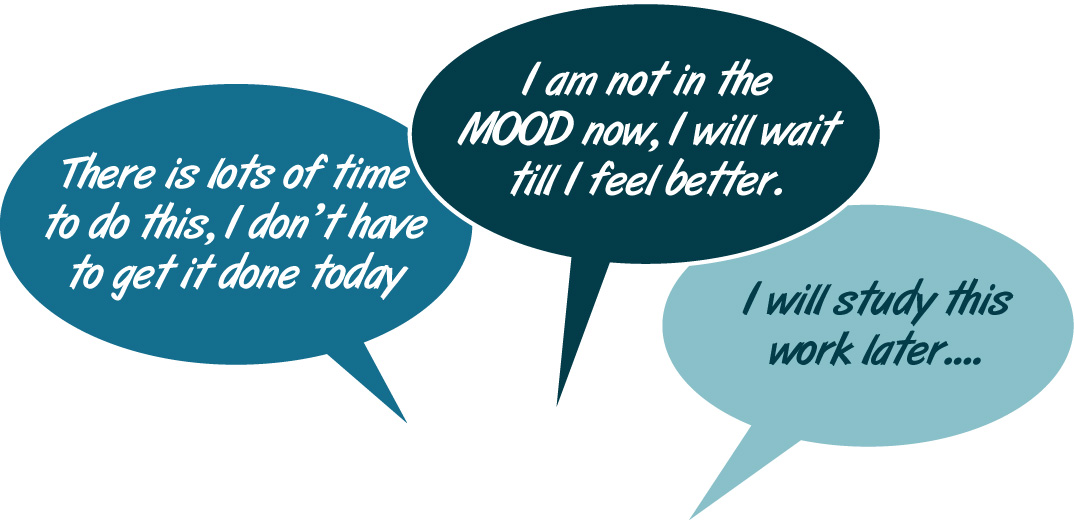 There is lots of time
to do this, I don't have
to get it done today
I am not in the
MOOD now, I will wait
till I feel better.
I will study this
work later....